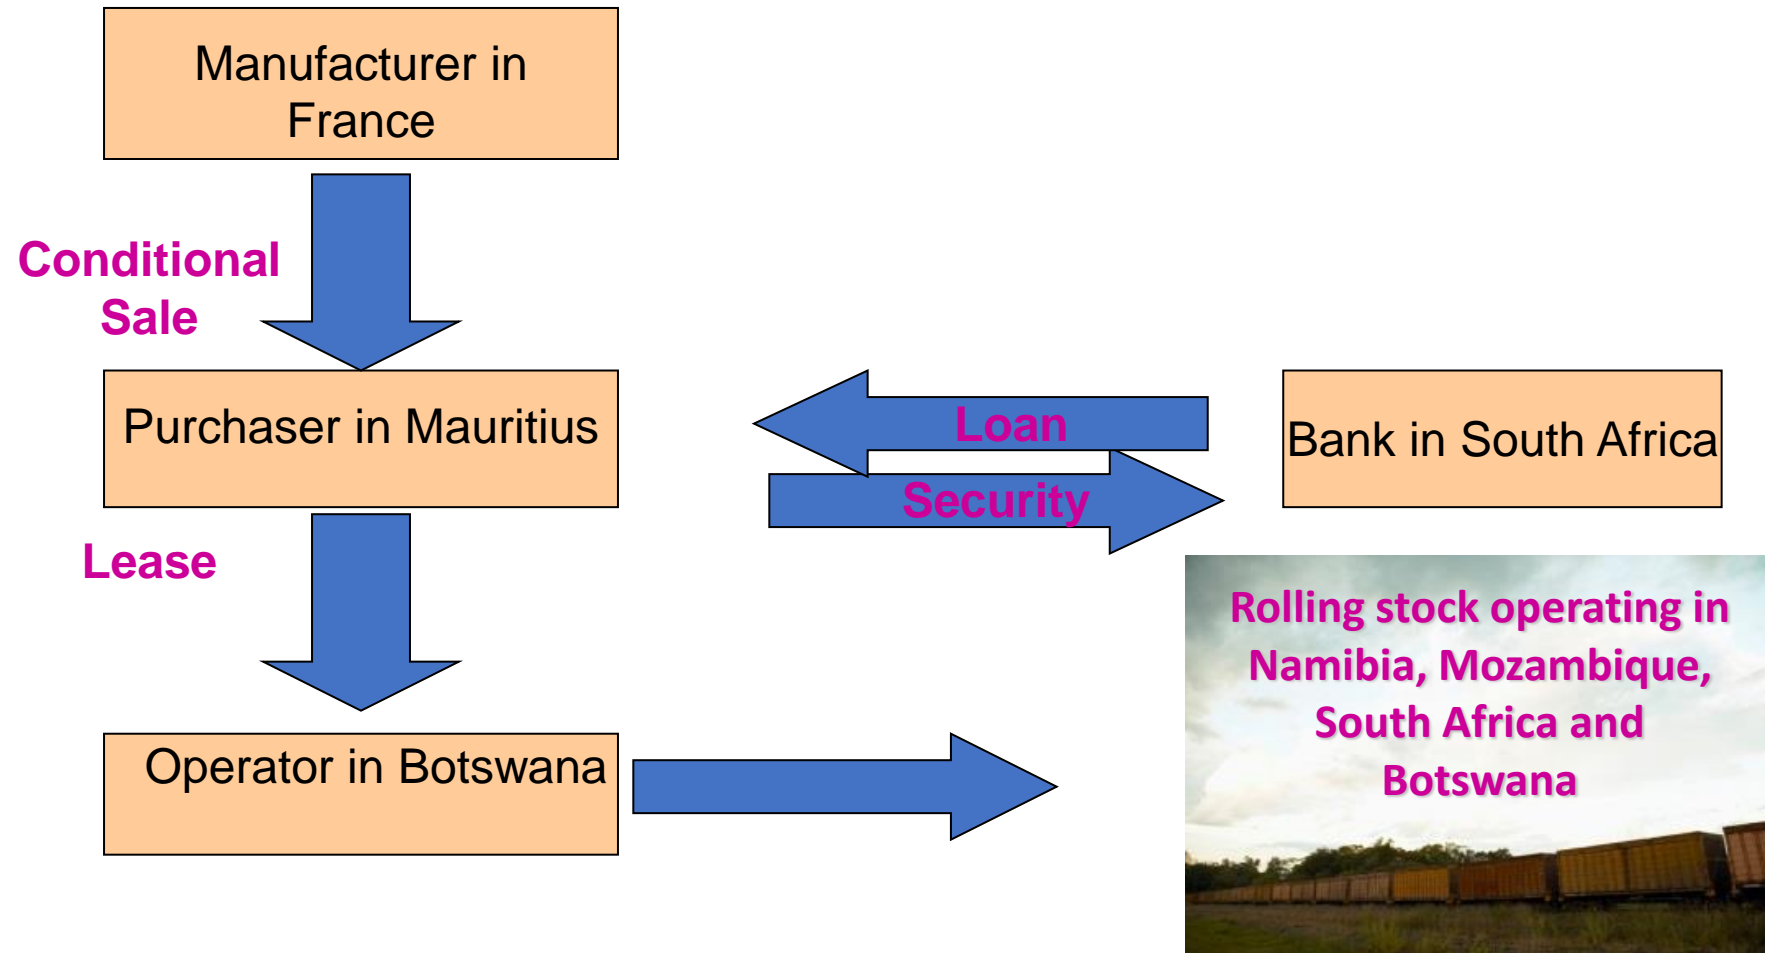 Manufacturer in
France
Conditional
Sale
Purchaser in Mauritius
Loan
Security
Bank in South Africa
Lease
Rolling stock operating in
Namibia, Mozambique,
South Africa and
Botswana
Operator in Botswana